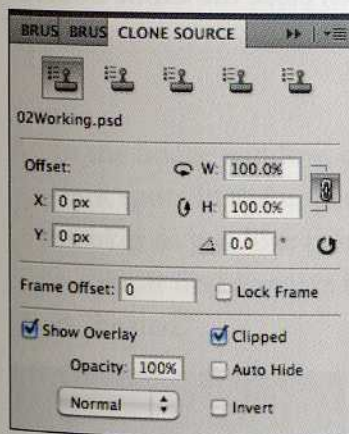 BRUS BRUS CLONE SOURCE
02Working.psd
Offset: W: 100.0%
X: 0 px H: 100.0%
Y: 0 px 0.0 °
Frame Offset: 0 Lock Frame
Show Overlay Clipped
Opacity: 100% Auto Hide
Normal Invert